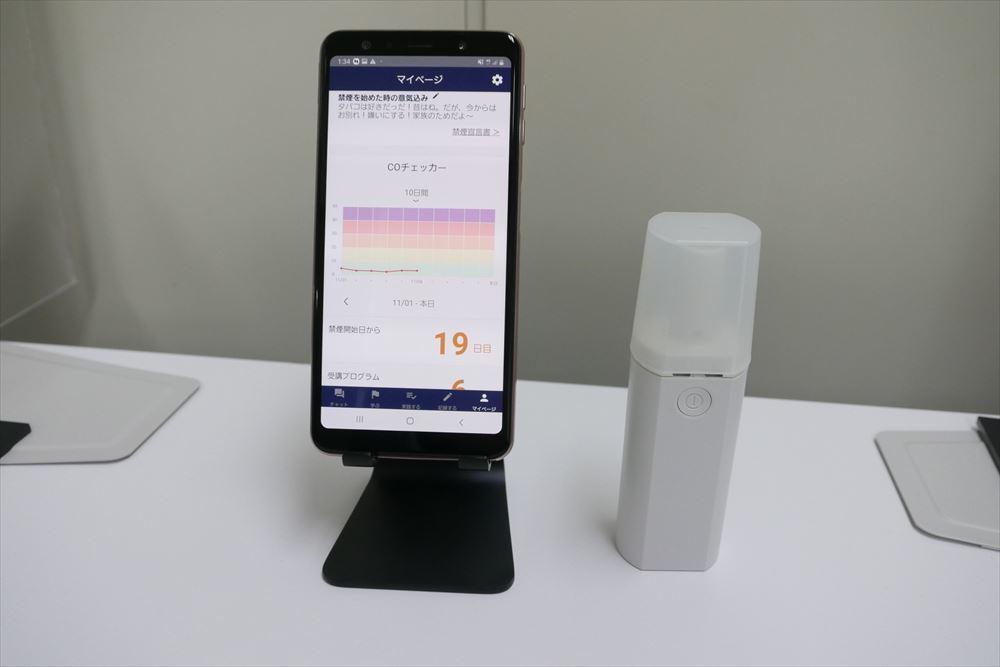 1:34
マイページ
禁煙を始めた時の意気込み
タバコは好きだっだ！昔はね。だが、今からは
お別れ！嫌いにする！家族のためだよ～
禁煙宣言書 >
COチェッカー
10日間
11/01
本日
11/01 - 本日
禁煙開始日から
19 日目
受講プログラム
6
チャット 学ぶ 実践する 記録する マイページ